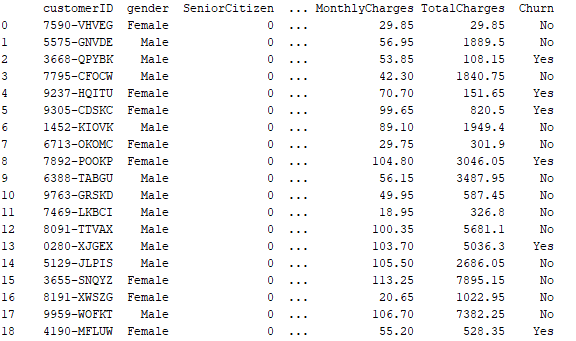 customerID gender SeniorCitizen ... MonthlyCharges TotalCharges Churn
0 7590-VHVEG Female 0 ... 29.85 29.85 No
1 5575-GNVDE Male 0 ... 56.95 1889.5 No
2 3668-QPYBK Male 0 ... 53.85 108.15 Yes
3 7795-CFOCW Male 0 ... 42.30 1840.75 No
4 9237-HQITU Female 0 ... 70.70 151.65 Yes
5 9305-CDSKC Female 0 ... 99.65 820.5 Yes
6 1452-KIOVK Male 0 ... 89.10 1949.4 No
7 6713-OKOMC Female 0 ... 29.75 301.9 No
8 7892-POOKP Female 0 ... 104.80 3046.05 Yes
9 6388-TABGU Male 0 ... 56.15 3487.95 No
10 9763-GRSKD Male 0 ... 49.95 587.45 No
11 7469-LKBCI Male 0 ... 18.95 326.8 No
12 8091-TTVAX Male 0 ... 100.35 5681.1 No
13 0280-XJGEX Male 0 ... 103.70 5036.3 Yes
14 5129-JLPIS Male 0 ... 105.50 2686.05 No
15 3655-SNQYZ Female 0 ... 113.25 7895.15 No
16 8191-XWSZG Female 0 ... 20.65 1022.95 No
17 9959-WOFKT Male 0 ... 106.70 7382.25 No
18 4190-MFLUW Female 0 ... 55.20 528.35 Yes